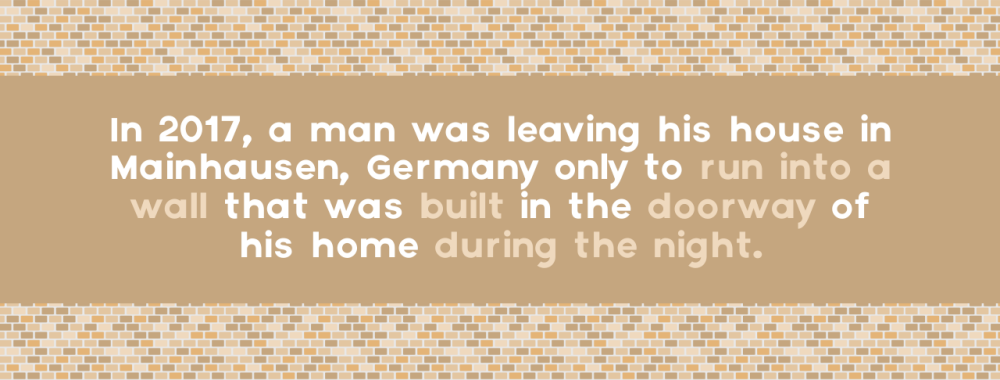 In 2017, a man was leaving his house in
Mainhausen, Germany only to run into a
wall that was built in the doorway of
his home during the night.